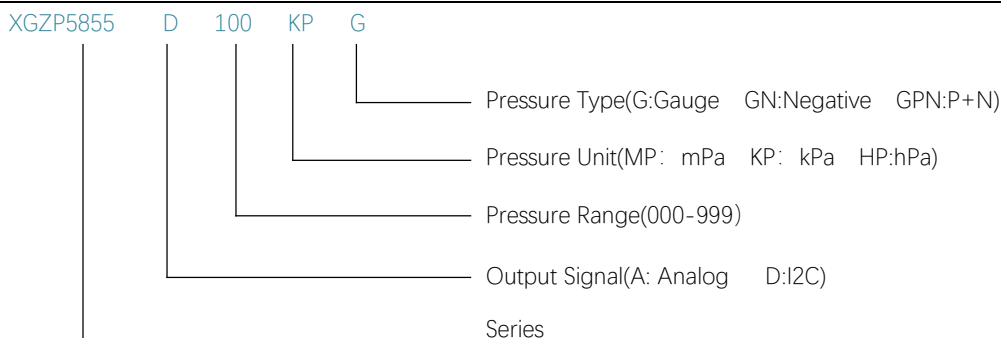 XGZP5855 D 100 KP G
Pressure Type(G:Gauge GN:Negative GPN:P+N)
Pressure Unit(MP：mPa KP：kPa HP:hPa)
Pressure Range(000-999）
Output Signal(A: Analog D:I2C)
Series